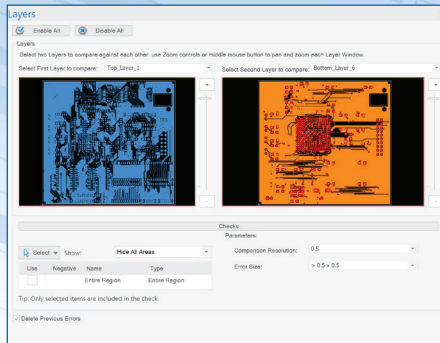 Layers
Enable All Disable All
Layers
Select two Layers to compare against each other. use Zoom controls or middle mouse button to pan and zoom each Layer Window.
Select First Layer to compare: Top_Layer_1 Select Second Layer to compare: Bottom_Layer_6
+ +
- -
Checks
Parameters:
Select Show: Hide All Areas Comparison Resolution: 0.5
Use Negative Name Type Error Size: > 0.5 x 0.5
Entire Region Entire Region
Tip: Only selected items are included in the check.
Delete Previous Errors